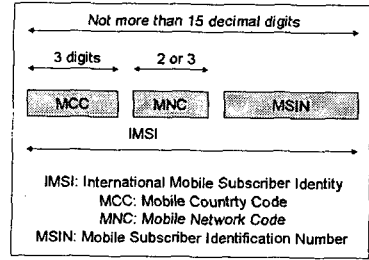 Not more than 15 decimal digits
3 digits
2 or 3
MCC
MNC
MSIN
IMSI
IMSI: International Mobile Subscriber Identity
MCC: Mobile Countrty Code
MNC: Mobile Network Code
MSIN: Mobile Subscriber Identification Number